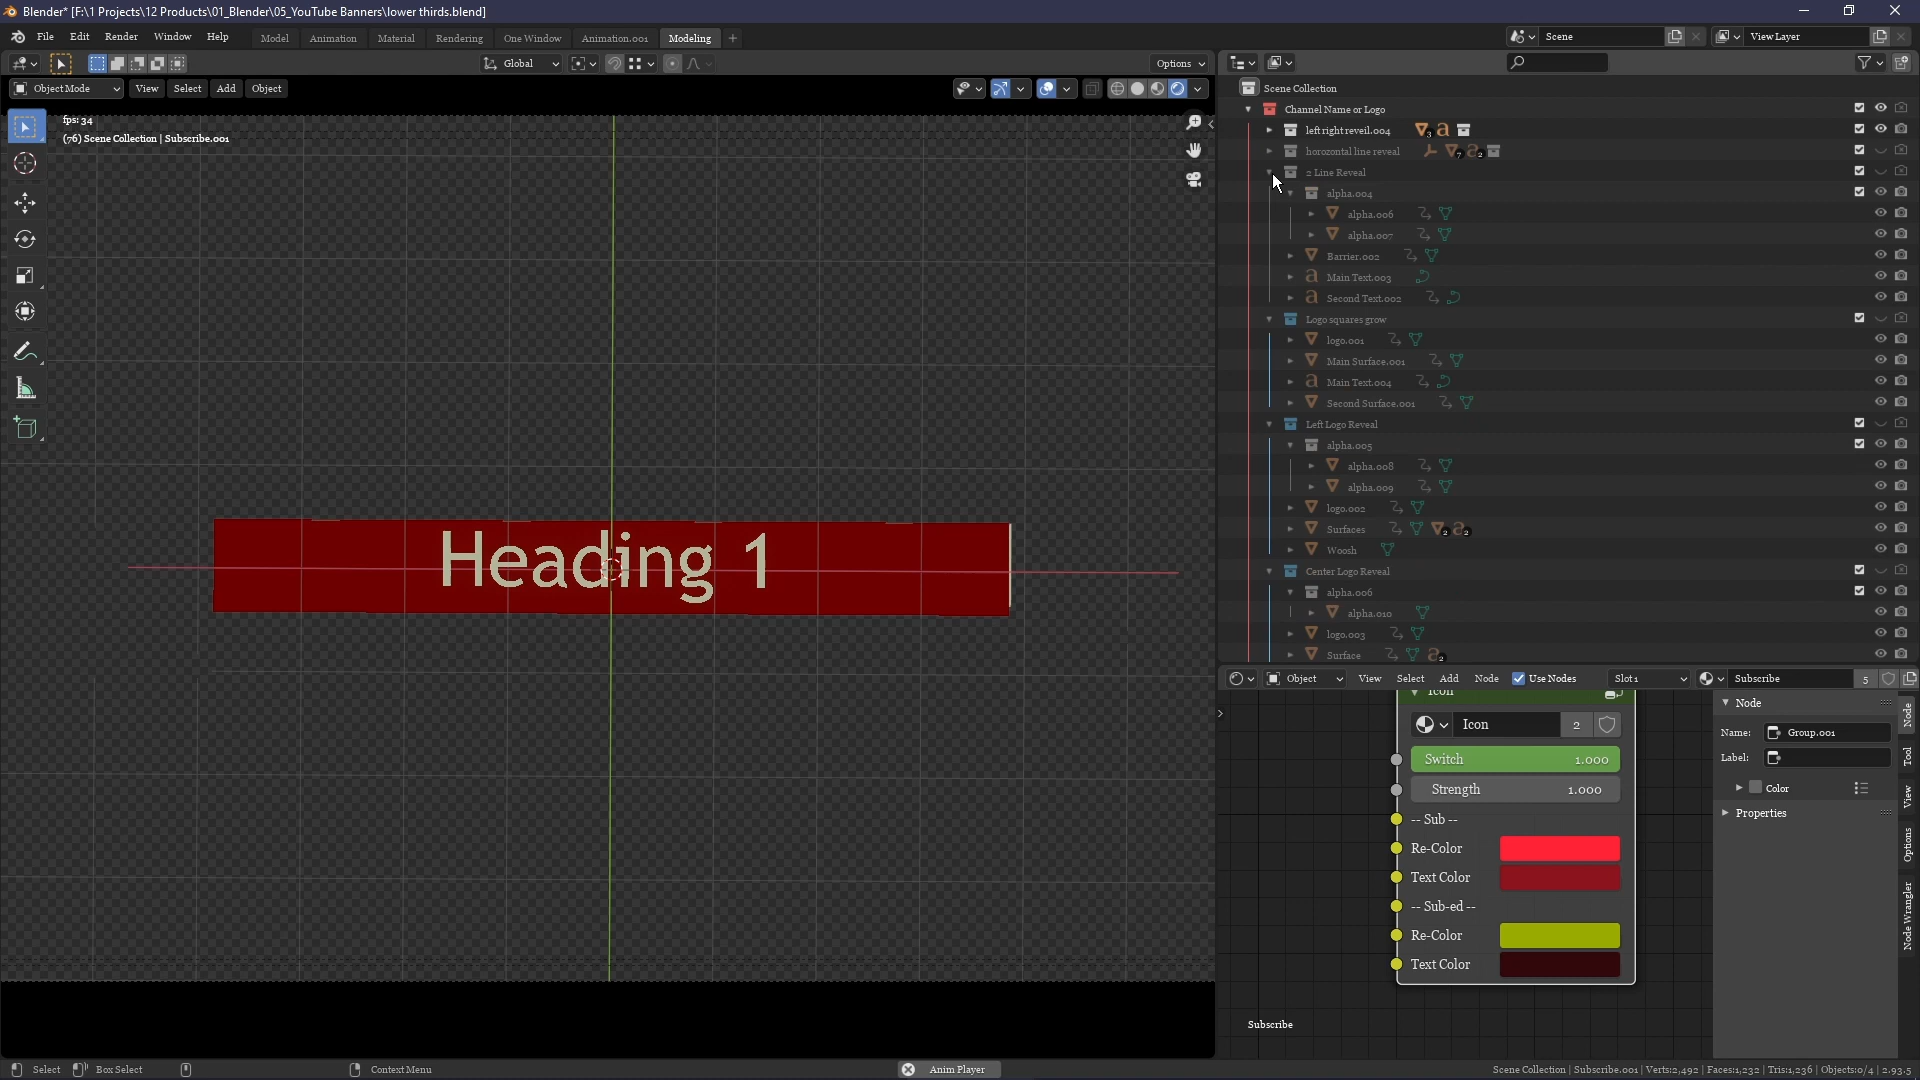 Blender* [F:\1 Projects\12 Products\01_Blender\05_YouTube Banners\lower thirds.blend]
File Edit Render Window Help Model Animation Material Rendering One Window Animation.001 Modeling Scene View Layer
Global Options
Object Mode View Select Add Object
fps: 34
(76) Scene Collection | Subscribe.001
Heading 1
Scene Collection
Channel Name or Logo
left right reveil.004 3
horozontal line reveal 7 2
2 Line Reveal
alpha.004
alpha.006
alpha.007
Barrier.002
Main Text.003
Second Text.002
Logo squares grow
logo.001
Main Surface.001
Main Text.004
Second Surface.001
Left Logo Reveal
alpha.005
alpha.008
alpha.009
logo.002
Surfaces 2 2
Woosh
Center Logo Reveal
alpha.006
alpha.010
logo.003
Surface 2
Object View Select Add Node Use Nodes Slot 1 Subscribe 5
Icon
Icon 2
Switch 1.000
Strength 1.000
-- Sub --
Re-Color
Text Color
-- Sub-ed --
Re-Color
Text Color
Subscribe
Node
Name: Group.001
Label:
Color
Properties
Node
Tool
View
Options
Node Wrangler
Select Box Select Context Menu Anim Player Scene Collection | Subscribe.001 | Verts:2,492 | Faces:1,232 | Tris:1,236 | Objects:0/4 | 2.93.5